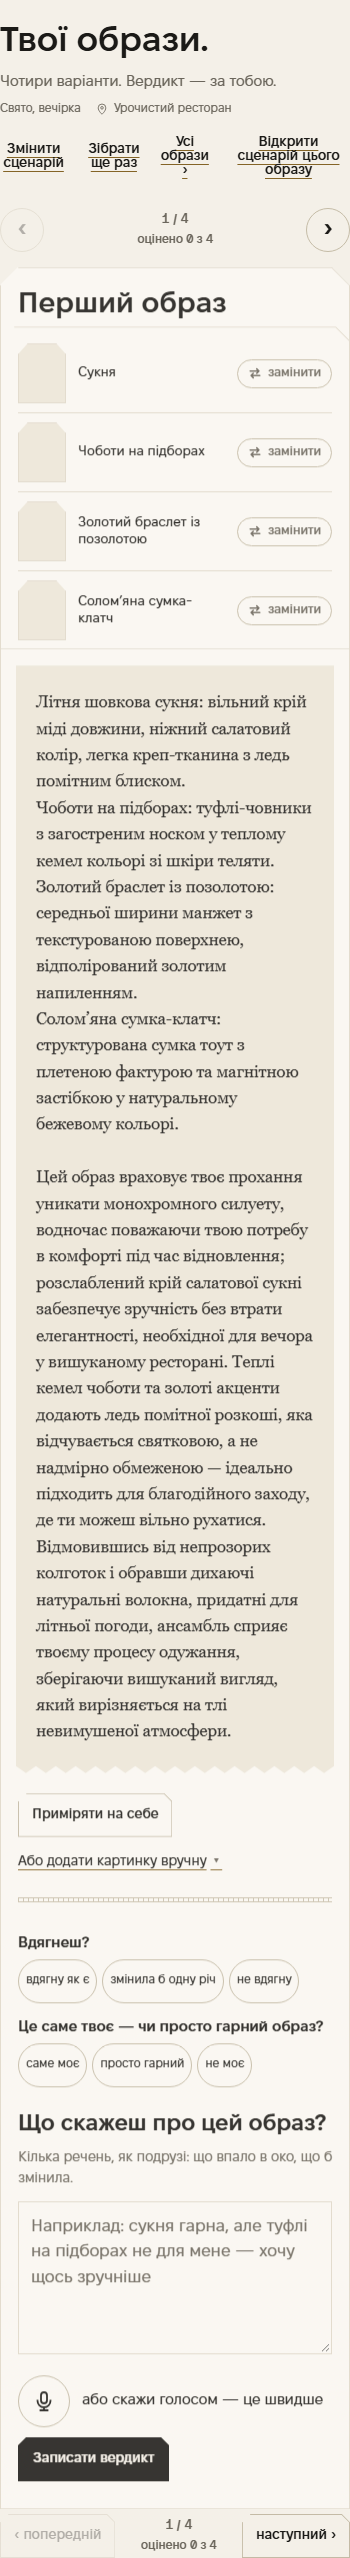 Твої образи.
Чотири варіанти. Вердикт — за тобою.
Свято, вечірка Урочистий ресторан
Змінити
сценарій
Зібрати
ще раз
Усі
образи
›
Відкрити
сценарій цього
образу
‹
1 / 4
оцінено 0 з 4
›
Перший образ
Сукня
замінити
Чоботи на підборах
замінити
Золотий браслет із
позолотою
замінити
Солом’яна сумка-
клатч
замінити
Літня шовкова сукня: вільний крій
міді довжини, ніжний салатовий
колір, легка креп-тканина з ледь
помітним блиском.
Чоботи на підборах: туфлі-човники
з загостреним носком у теплому
кемел кольорі зі шкіри теляти.
Золотий браслет із позолотою:
середньої ширини манжет з
текстурованою поверхнею,
відполірований золотим
напиленням.
Солом’яна сумка-клатч:
структурована сумка тоут з
плетеною фактурою та магнітною
застібкою у натуральному
бежевому кольорі.
Цей образ враховує твоє прохання
уникати монохромного силуету,
водночас поважаючи твою потребу
в комфорті під час відновлення;
розслаблений крій салатової сукні
забезпечує зручність без втрати
елегантності, необхідної для вечора
у вишуканому ресторані. Теплі
кемел чоботи та золоті акценти
додають ледь помітної розкоші, яка
відчувається святковою, а не
надмірно обмеженою — ідеально
підходить для благодійного заходу,
де ти можеш вільно рухатися.
Відмовившись від непрозорих
колготок і обравши дихаючі
натуральні волокна, придатні для
літньої погоди, ансамбль сприяє
твоєму процесу одужання,
зберігаючи вишуканий вигляд,
який вирізняється на тлі
невимушеної атмосфери.
Приміряти на себе
Або додати картинку вручну
Вдягнеш?
вдягну як є
змінила б одну річ
не вдягну
Це саме твоє — чи просто гарний образ?
саме моє
просто гарний
не моє
Що скажеш про цей образ?
Кілька речень, як подрузі: що впало в око, що б
змінила.
Наприклад: сукня гарна, але туфлі
на підборах не для мене — хочу
щось зручніше
або скажи голосом — це швидше
Записати вердикт
‹ попередній
1 / 4
оцінено 0 з 4
наступний ›